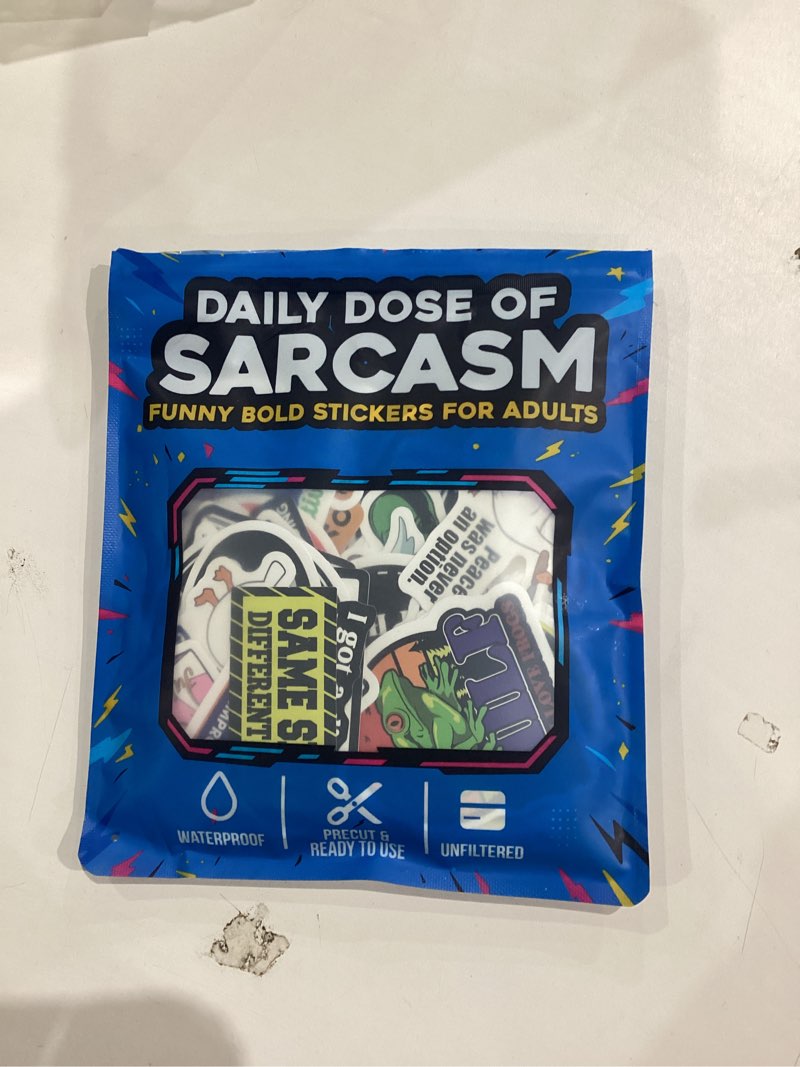 DAILY DOSE OF
SARCASM
FUNNY BOLD STICKERS FOR ADULTS
Peace
was never
an option.
SAME S
DIFFERENT
I got
WATERPROOF
PRECUT &
READY TO USE
UNFILTERED